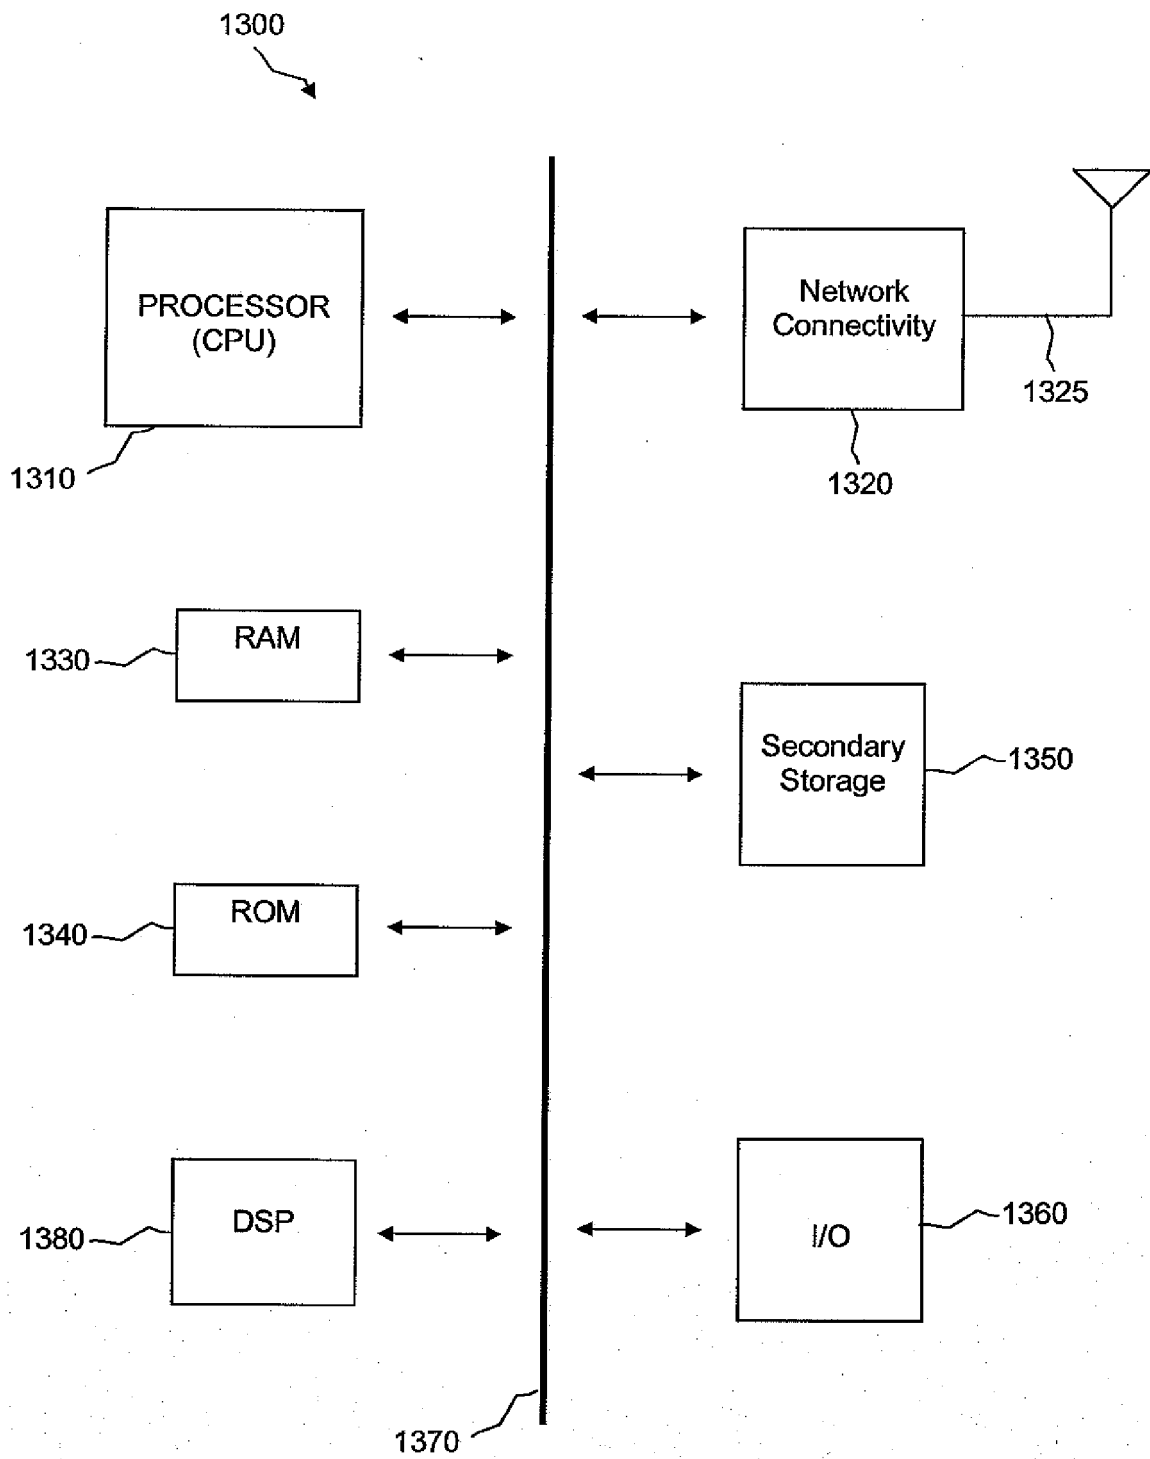 1300
PROCESSOR
(CPU)
1310
Network
Connectivity
1325
1320
RAM
1330
Secondary
Storage
1350
ROM
1340
DSP
1380
I/O
1360
1370